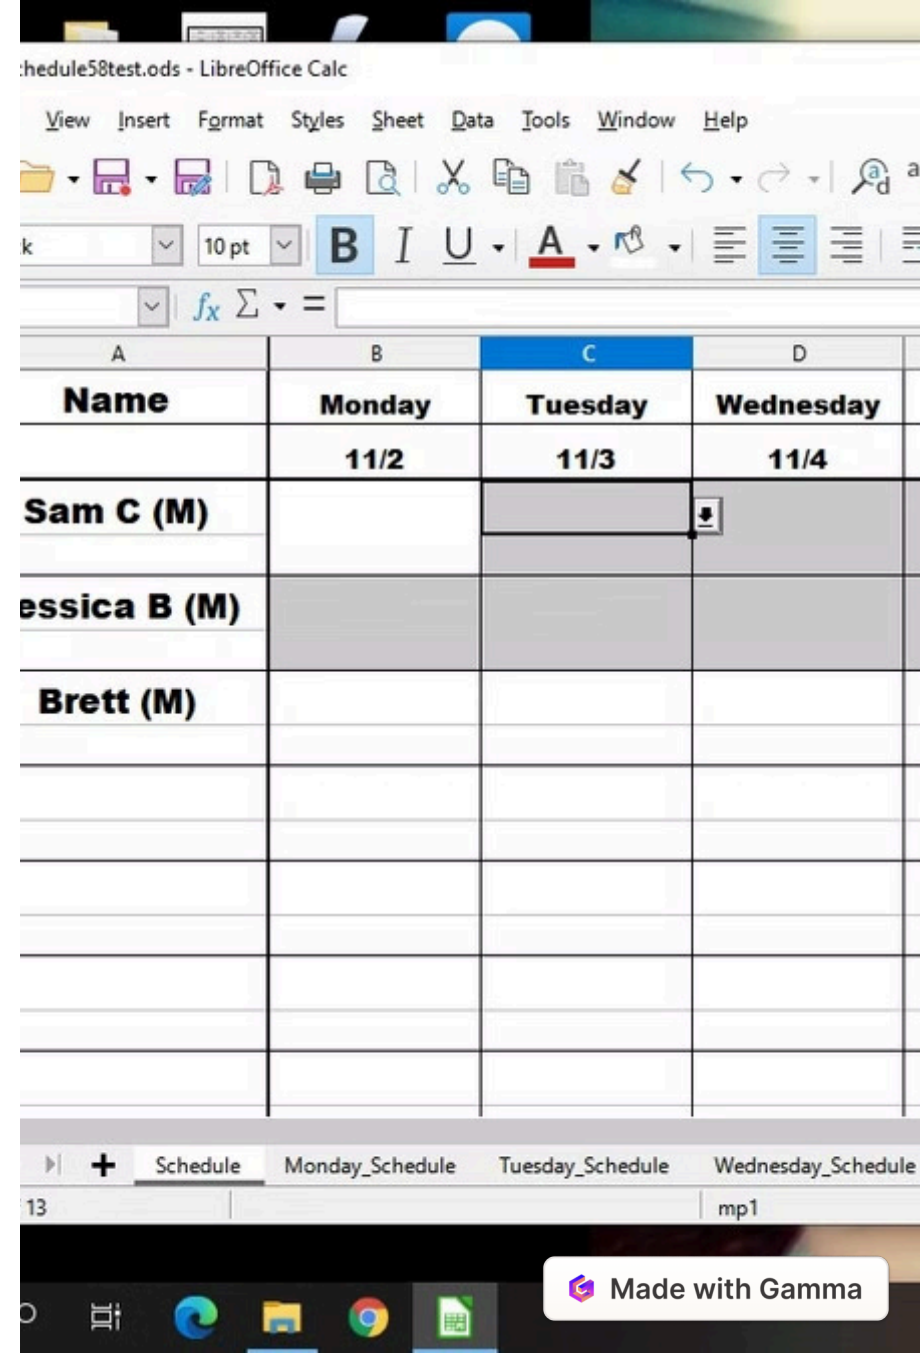 hedule58test.ods - LibreOffice Calc
View Insert Format Styles Sheet Data Tools Window Help
k 10 pt B I U A
fx Σ =
A B C D
Name Monday Tuesday Wednesday
11/2 11/3 11/4
Sam C (M)
essica B (M)
Brett (M)
Schedule Monday_Schedule Tuesday_Schedule Wednesday_Schedule
13 mp1
Made with Gamma